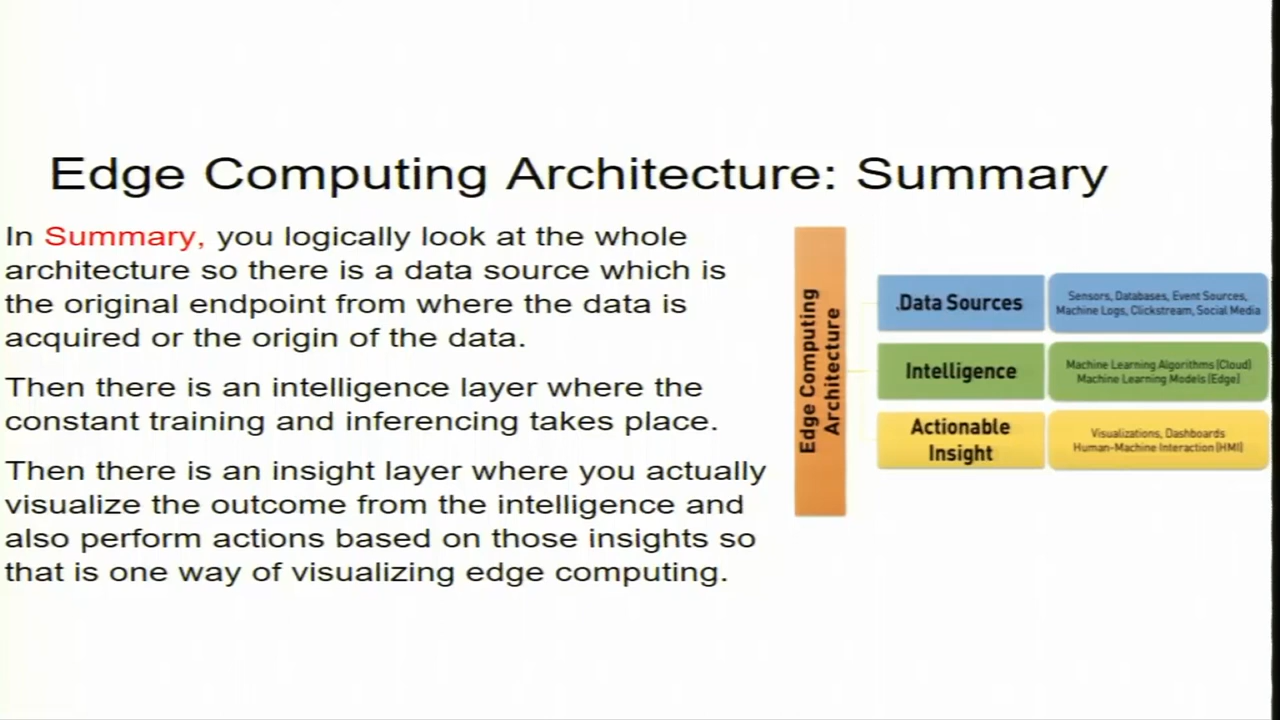 Edge Computing Architecture: Summary
In Summary, you logically look at the whole
architecture so there is a data source which is
the original endpoint from where the data is
acquired or the origin of the data.
Then there is an intelligence layer where the
constant training and inferencing takes place.
Then there is an insight layer where you actually
visualize the outcome from the intelligence and
also perform actions based on those insights so
that is one way of visualizing edge computing.
Edge Computing
Architecture
.Data Sources
Sensors, Databases, Event Sources,
Machine Logs, Clickstream, Social Media
Intelligence
Machine Learning Algorithms (Cloud)
Machine Learning Models (Edge)
Actionable
Insight
Visualizations, Dashboards
Human-Machine Interaction (HMI)